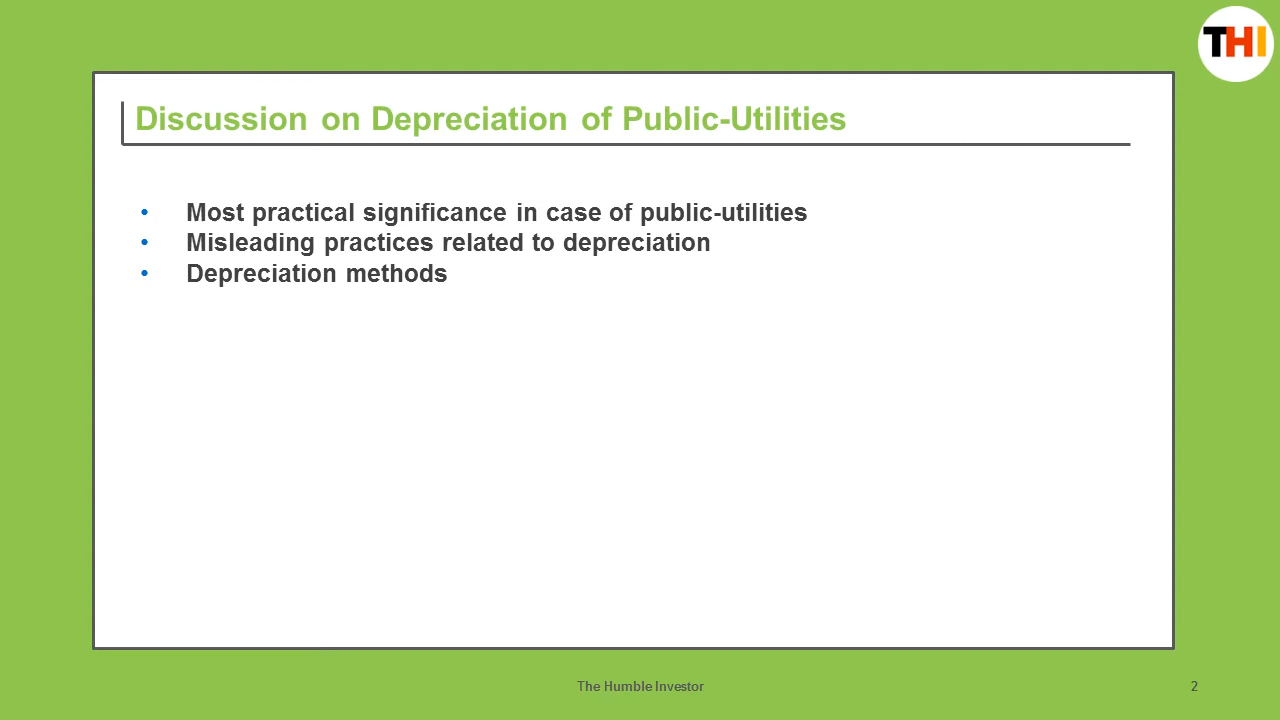 THI
Discussion on Depreciation of Public-Utilities
• Most practical significance in case of public-utilities
• Misleading practices related to depreciation
• Depreciation methods
The Humble Investor
2